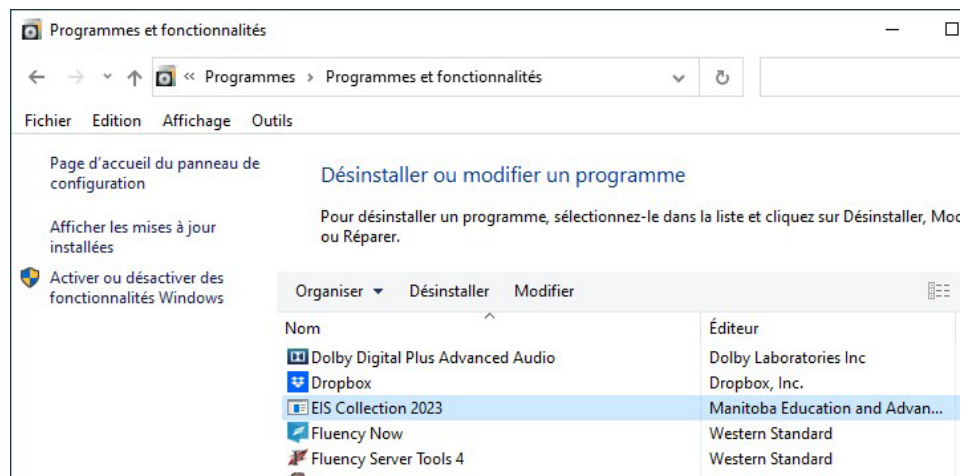 Programmes et fonctionnalités
« Programmes › Programmes et fonctionnalités
Fichier Edition Affichage Outils
Page d'accueil du panneau de
configuration
Afficher les mises à jour
installées
Activer ou désactiver des
fonctionnalités Windows
Désinstaller ou modifier un programme
Pour désinstaller un programme, sélectionnez-le dans la liste et cliquez sur Désinstaller,
ou Réparer.
Organiser Désinstaller Modifier
Nom Éditeur
Dolby Digital Plus Advanced Audio Dolby Laboratories Inc
Dropbox Dropbox, Inc.
EIS Collection 2023 Manitoba Education and Advan...
Fluency Now Western Standard
Fluency Server Tools 4 Western Standard